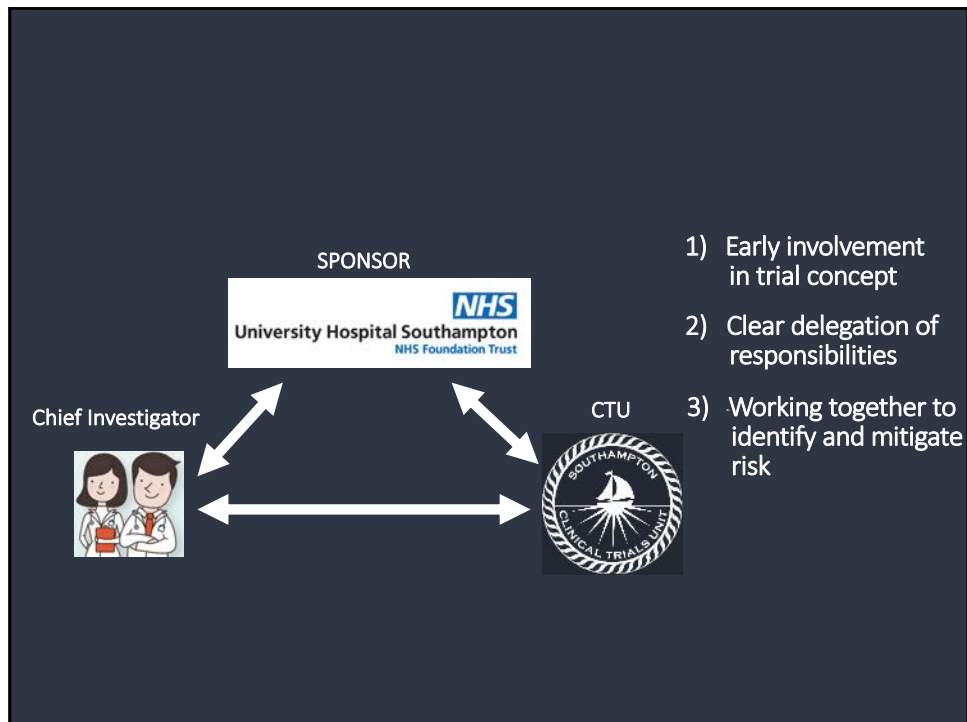 SPONSOR
NHS
University Hospital Southampton
NHS Foundation Trust
Chief Investigator
CTU
SOUTHAMPTON
CLINICAL TRIALS UNIT
1) Early involvement
in trial concept
2) Clear delegation of
responsibilities
3) Working together to
identify and mitigate
risk